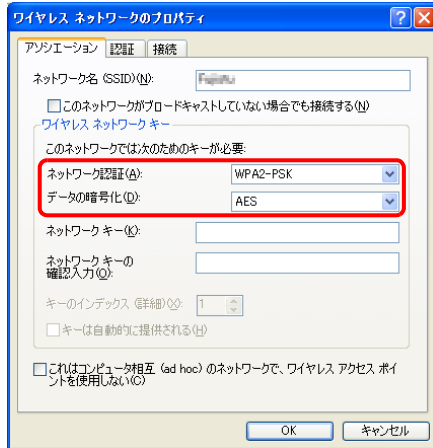 ワイヤレス ネットワークのプロパティ
アソシエーション 認証 接続
ネットワーク名 (SSID)(N):
このネットワークがブロードキャストしていない場合でも接続する(N)
ワイヤレス ネットワーク キー
このネットワークでは次のためのキーが必要:
ネットワーク認証(A): WPA2-PSK
データの暗号化(D): AES
ネットワーク キー(K):
ネットワーク キーの
確認入力(O):
キーのインデックス (詳細)(X): 1
キーは自動的に提供される(H)
これはコンピュータ相互 (ad hoc) のネットワークで、ワイヤレス アクセス ポイ
ントを使用しない(C)
OK キャンセル